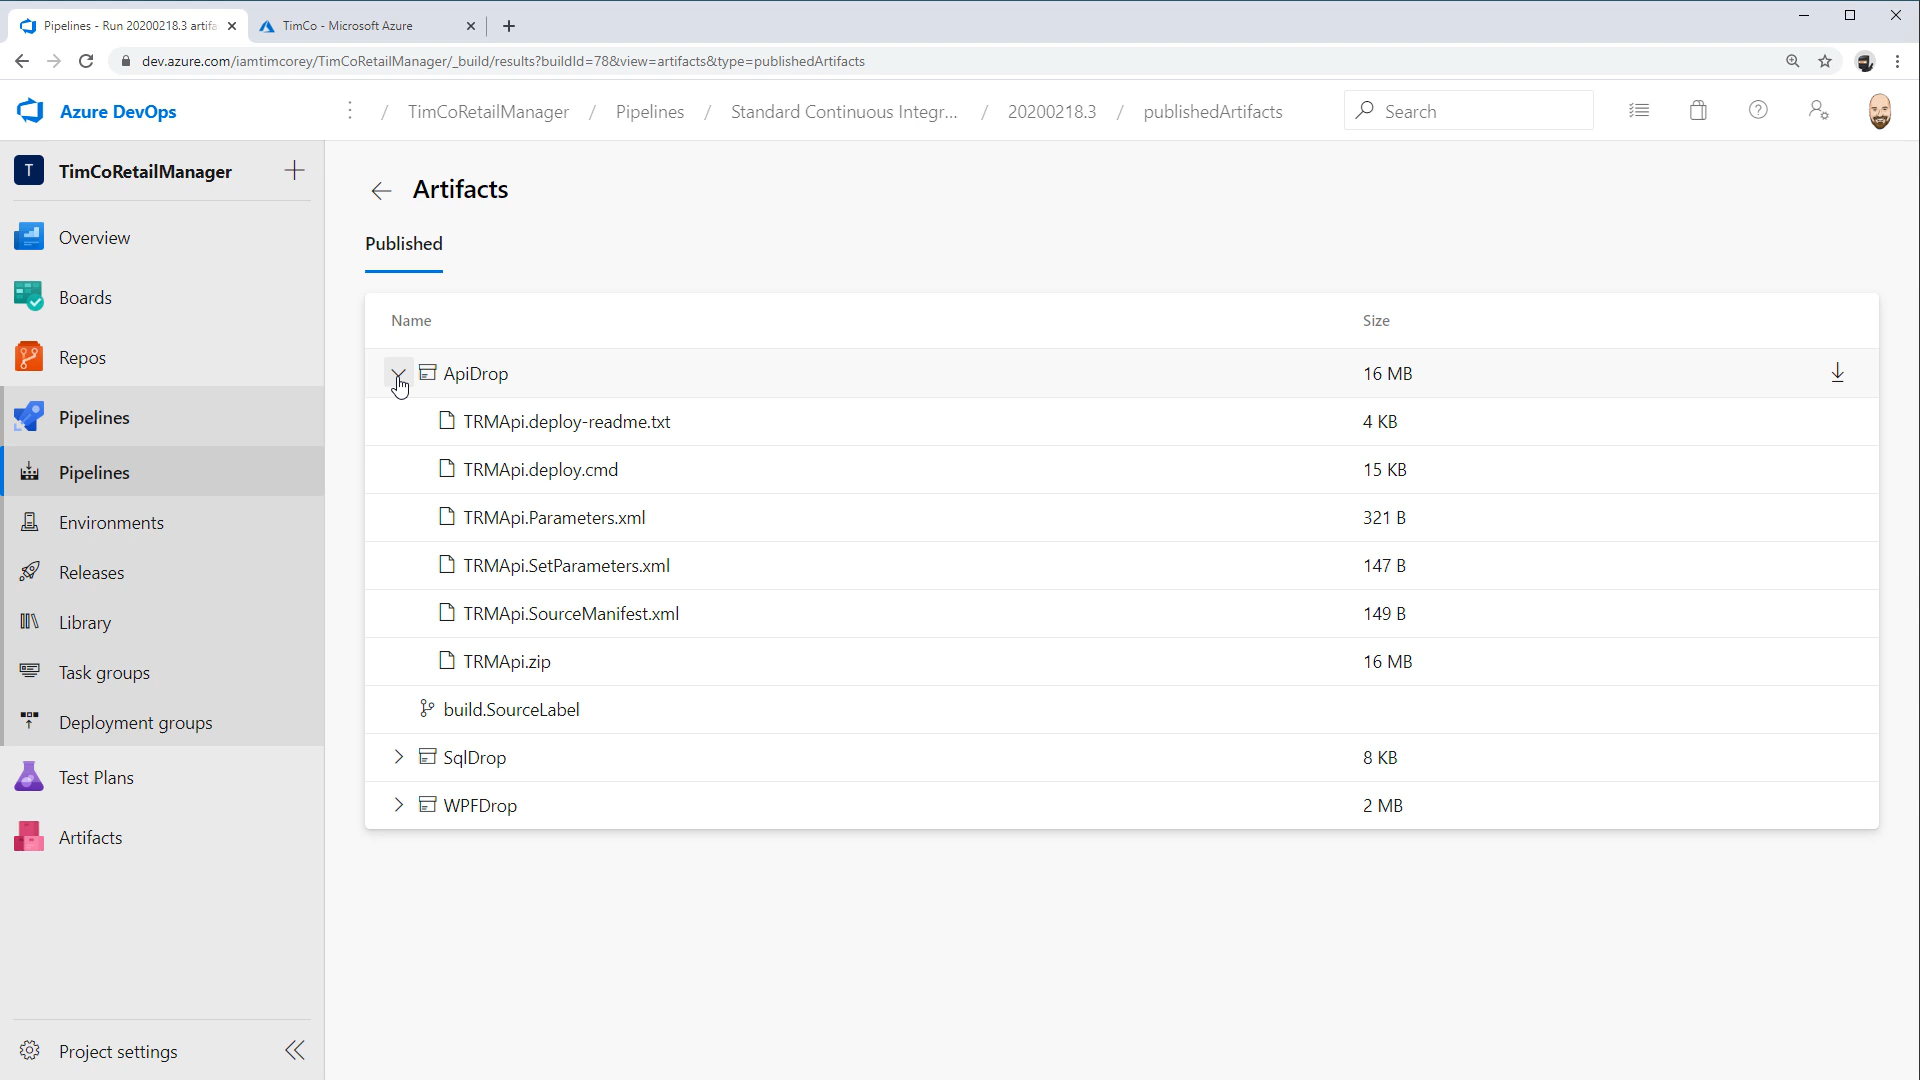 Pipelines - Run 20200218.3 artifa
TimCo - Microsoft Azure
dev.azure.com/iamtimcorey/TimCoRetailManager/_build/results?buildId=78&view=artifacts&type=publishedArtifacts
Azure DevOps
/ TimCoRetailManager / Pipelines / Standard Continuous Integr... / 20200218.3 / publishedArtifacts
Search
T TimCoRetailManager
Overview
Boards
Repos
Pipelines
Pipelines
Environments
Releases
Library
Task groups
Deployment groups
Test Plans
Artifacts
Project settings
Artifacts
Published
Name Size
ApiDrop 16 MB
TRMApi.deploy-readme.txt 4 KB
TRMApi.deploy.cmd 15 KB
TRMApi.Parameters.xml 321 B
TRMApi.SetParameters.xml 147 B
TRMApi.SourceManifest.xml 149 B
TRMApi.zip 16 MB
build.SourceLabel
SqlDrop 8 KB
WPFDrop 2 MB